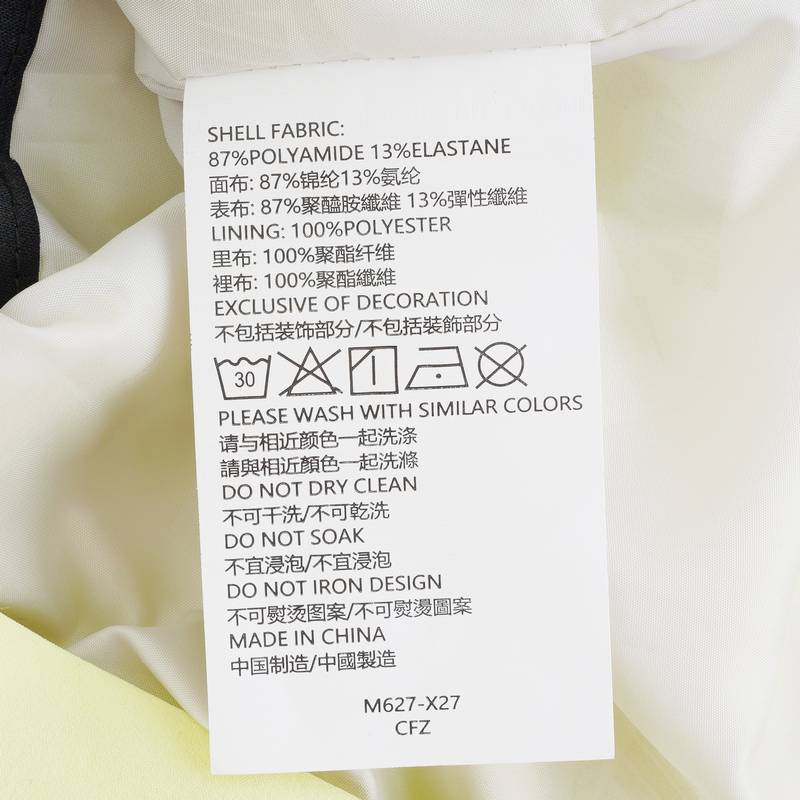 SHELL FABRIC:
87%POLYAMIDE 13%ELASTANE
面布: 87%锦纶13%氨纶
表布: 87%聚醯胺纖維 13%彈性纖維
LINING: 100%POLYESTER
里布: 100%聚酯纤维
裡布: 100%聚酯纖維
EXCLUSIVE OF DECORATION
不包括装饰部分/不包括裝飾部分
30
PLEASE WASH WITH SIMILAR COLORS
请与相近颜色一起洗涤
請與相近顏色一起洗滌
DO NOT DRY CLEAN
不可干洗/不可乾洗
DO NOT SOAK
不宜浸泡/不宜浸泡
DO NOT IRON DESIGN
不可熨烫图案/不可熨燙圖案
MADE IN CHINA
中国制造/中國製造
M627-X27
CFZ